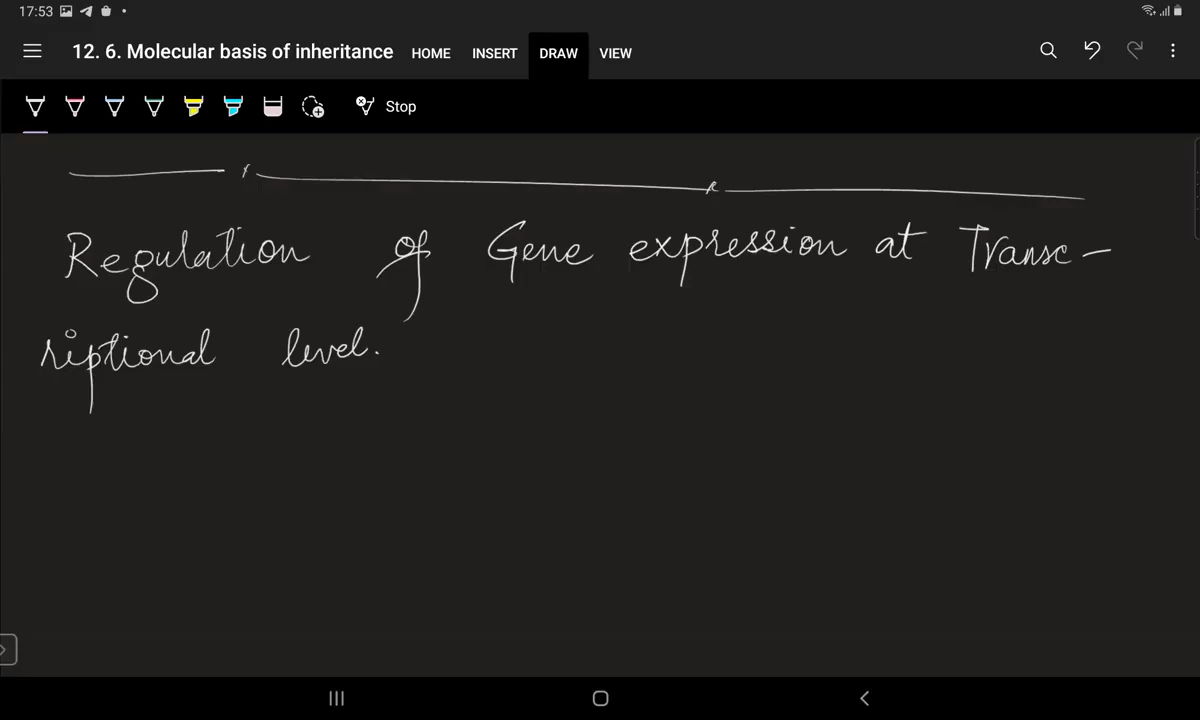 17:53
12. 6. Molecular basis of inheritance HOME INSERT DRAW VIEW
Stop
Regulation of Gene expression at Transc-
riptional level.